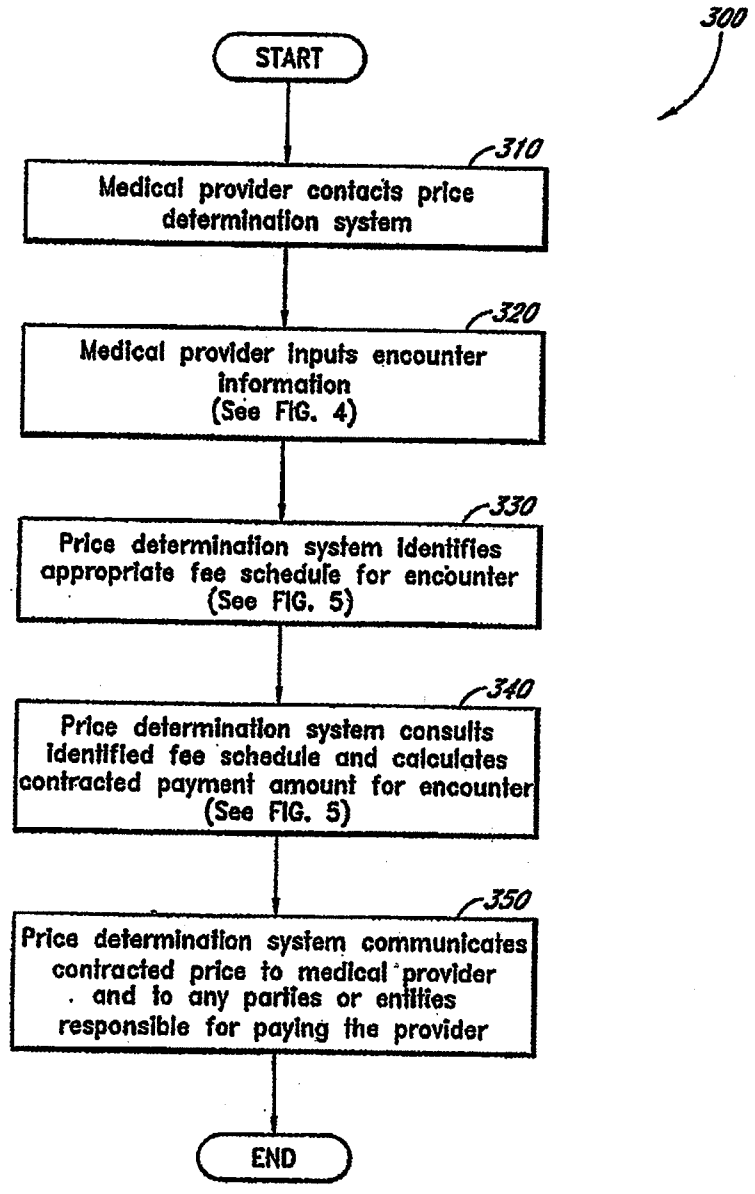 300
START
310
Medical provider contacts price
determination system
320
Medical provider inputs encounter
information
(See FIG. 4)
330
Price determination system identifies
appropriate fee schedule for encounter
(See FIG. 5)
340
Price determination system consults
identified fee schedule and calculates
contracted payment amount for encounter
(See FIG. 5)
350
Price determination system communicates
contracted price to medical provider
and to any parties or entities
responsible for paying the provider
END